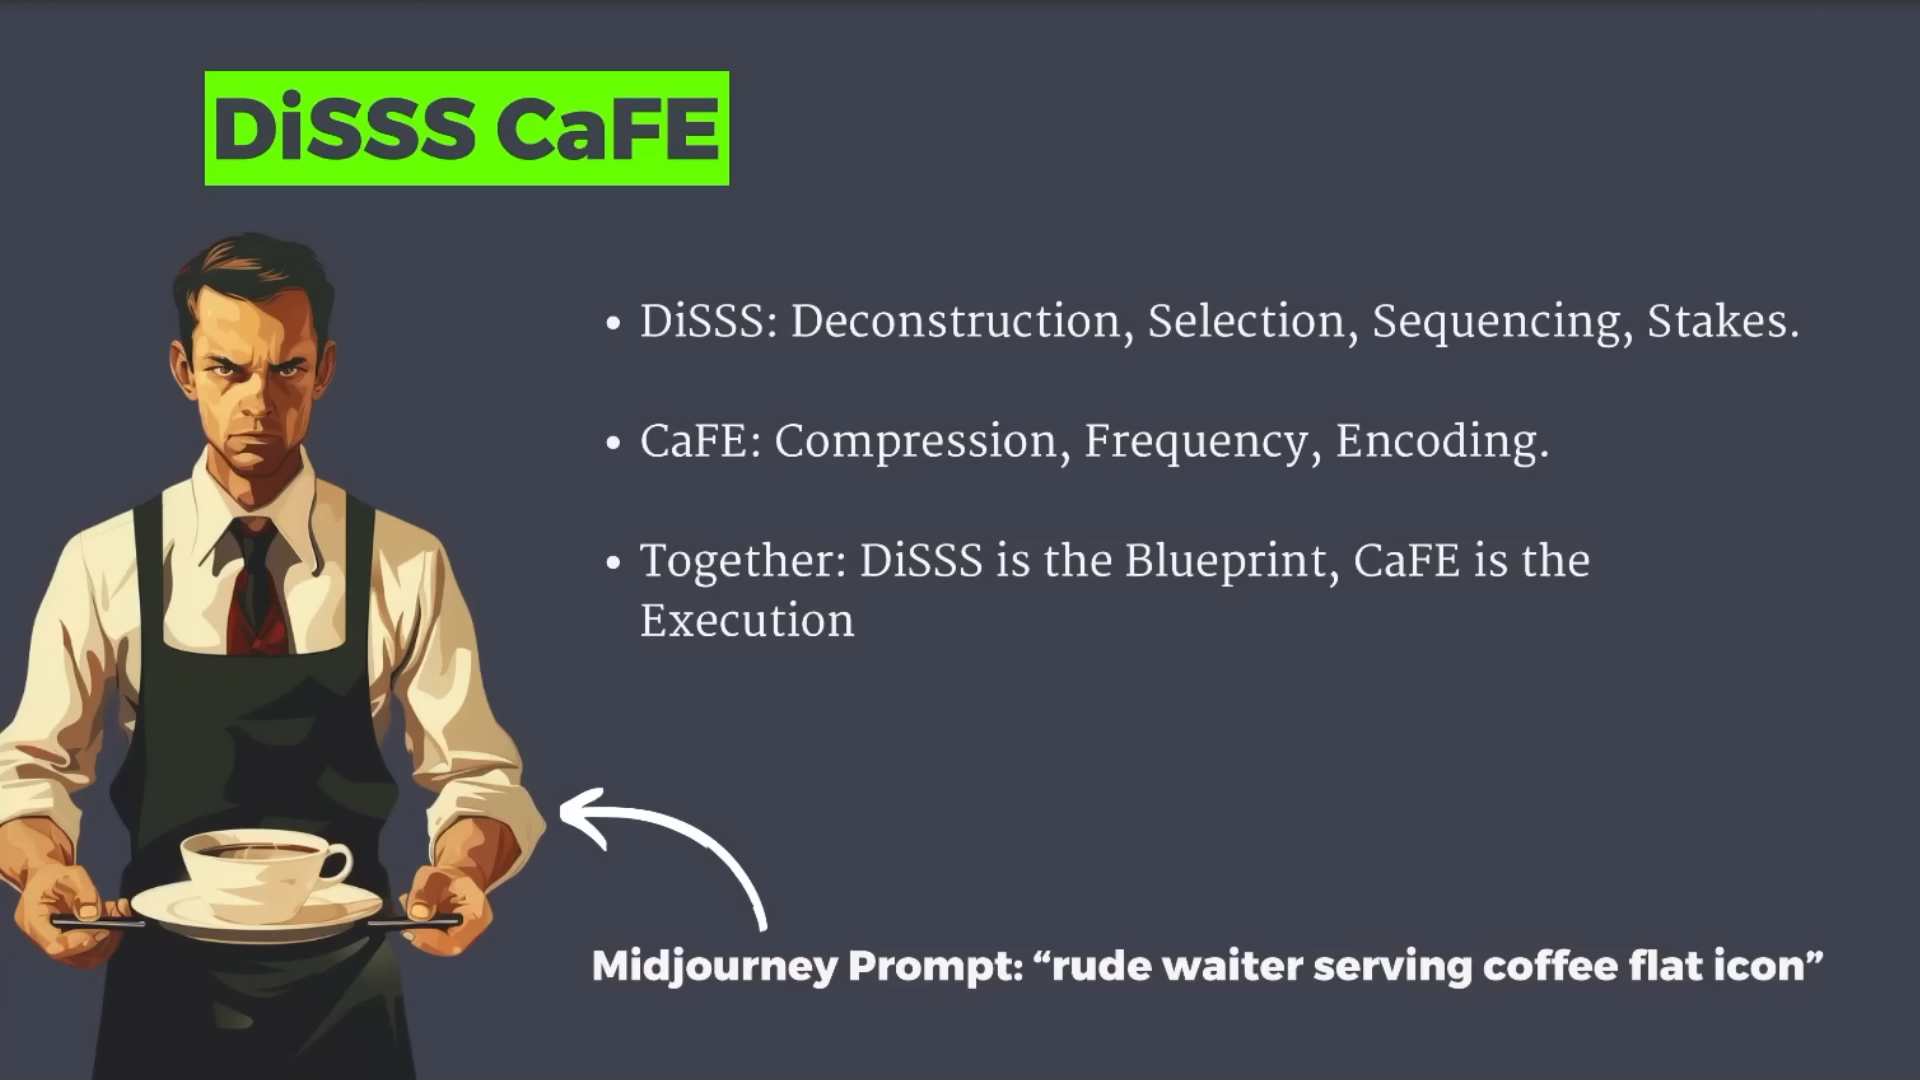 DiSSS CaFE
• DiSSS: Deconstruction, Selection, Sequencing, Stakes.
• CaFE: Compression, Frequency, Encoding.
• Together: DiSSS is the Blueprint, CaFE is the
Execution
Midjourney Prompt: “rude waiter serving coffee flat icon”